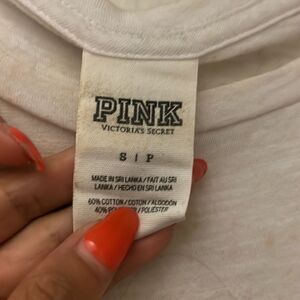 PINK
VICTORIA'S SECRET
S | P
MADE IN SRI LANKA / FAIT AU SRI
LANKA / HECHO EN SRI LANKA
60% COTTON / COTON / ALGODÓN
40% / POLIÉSTER